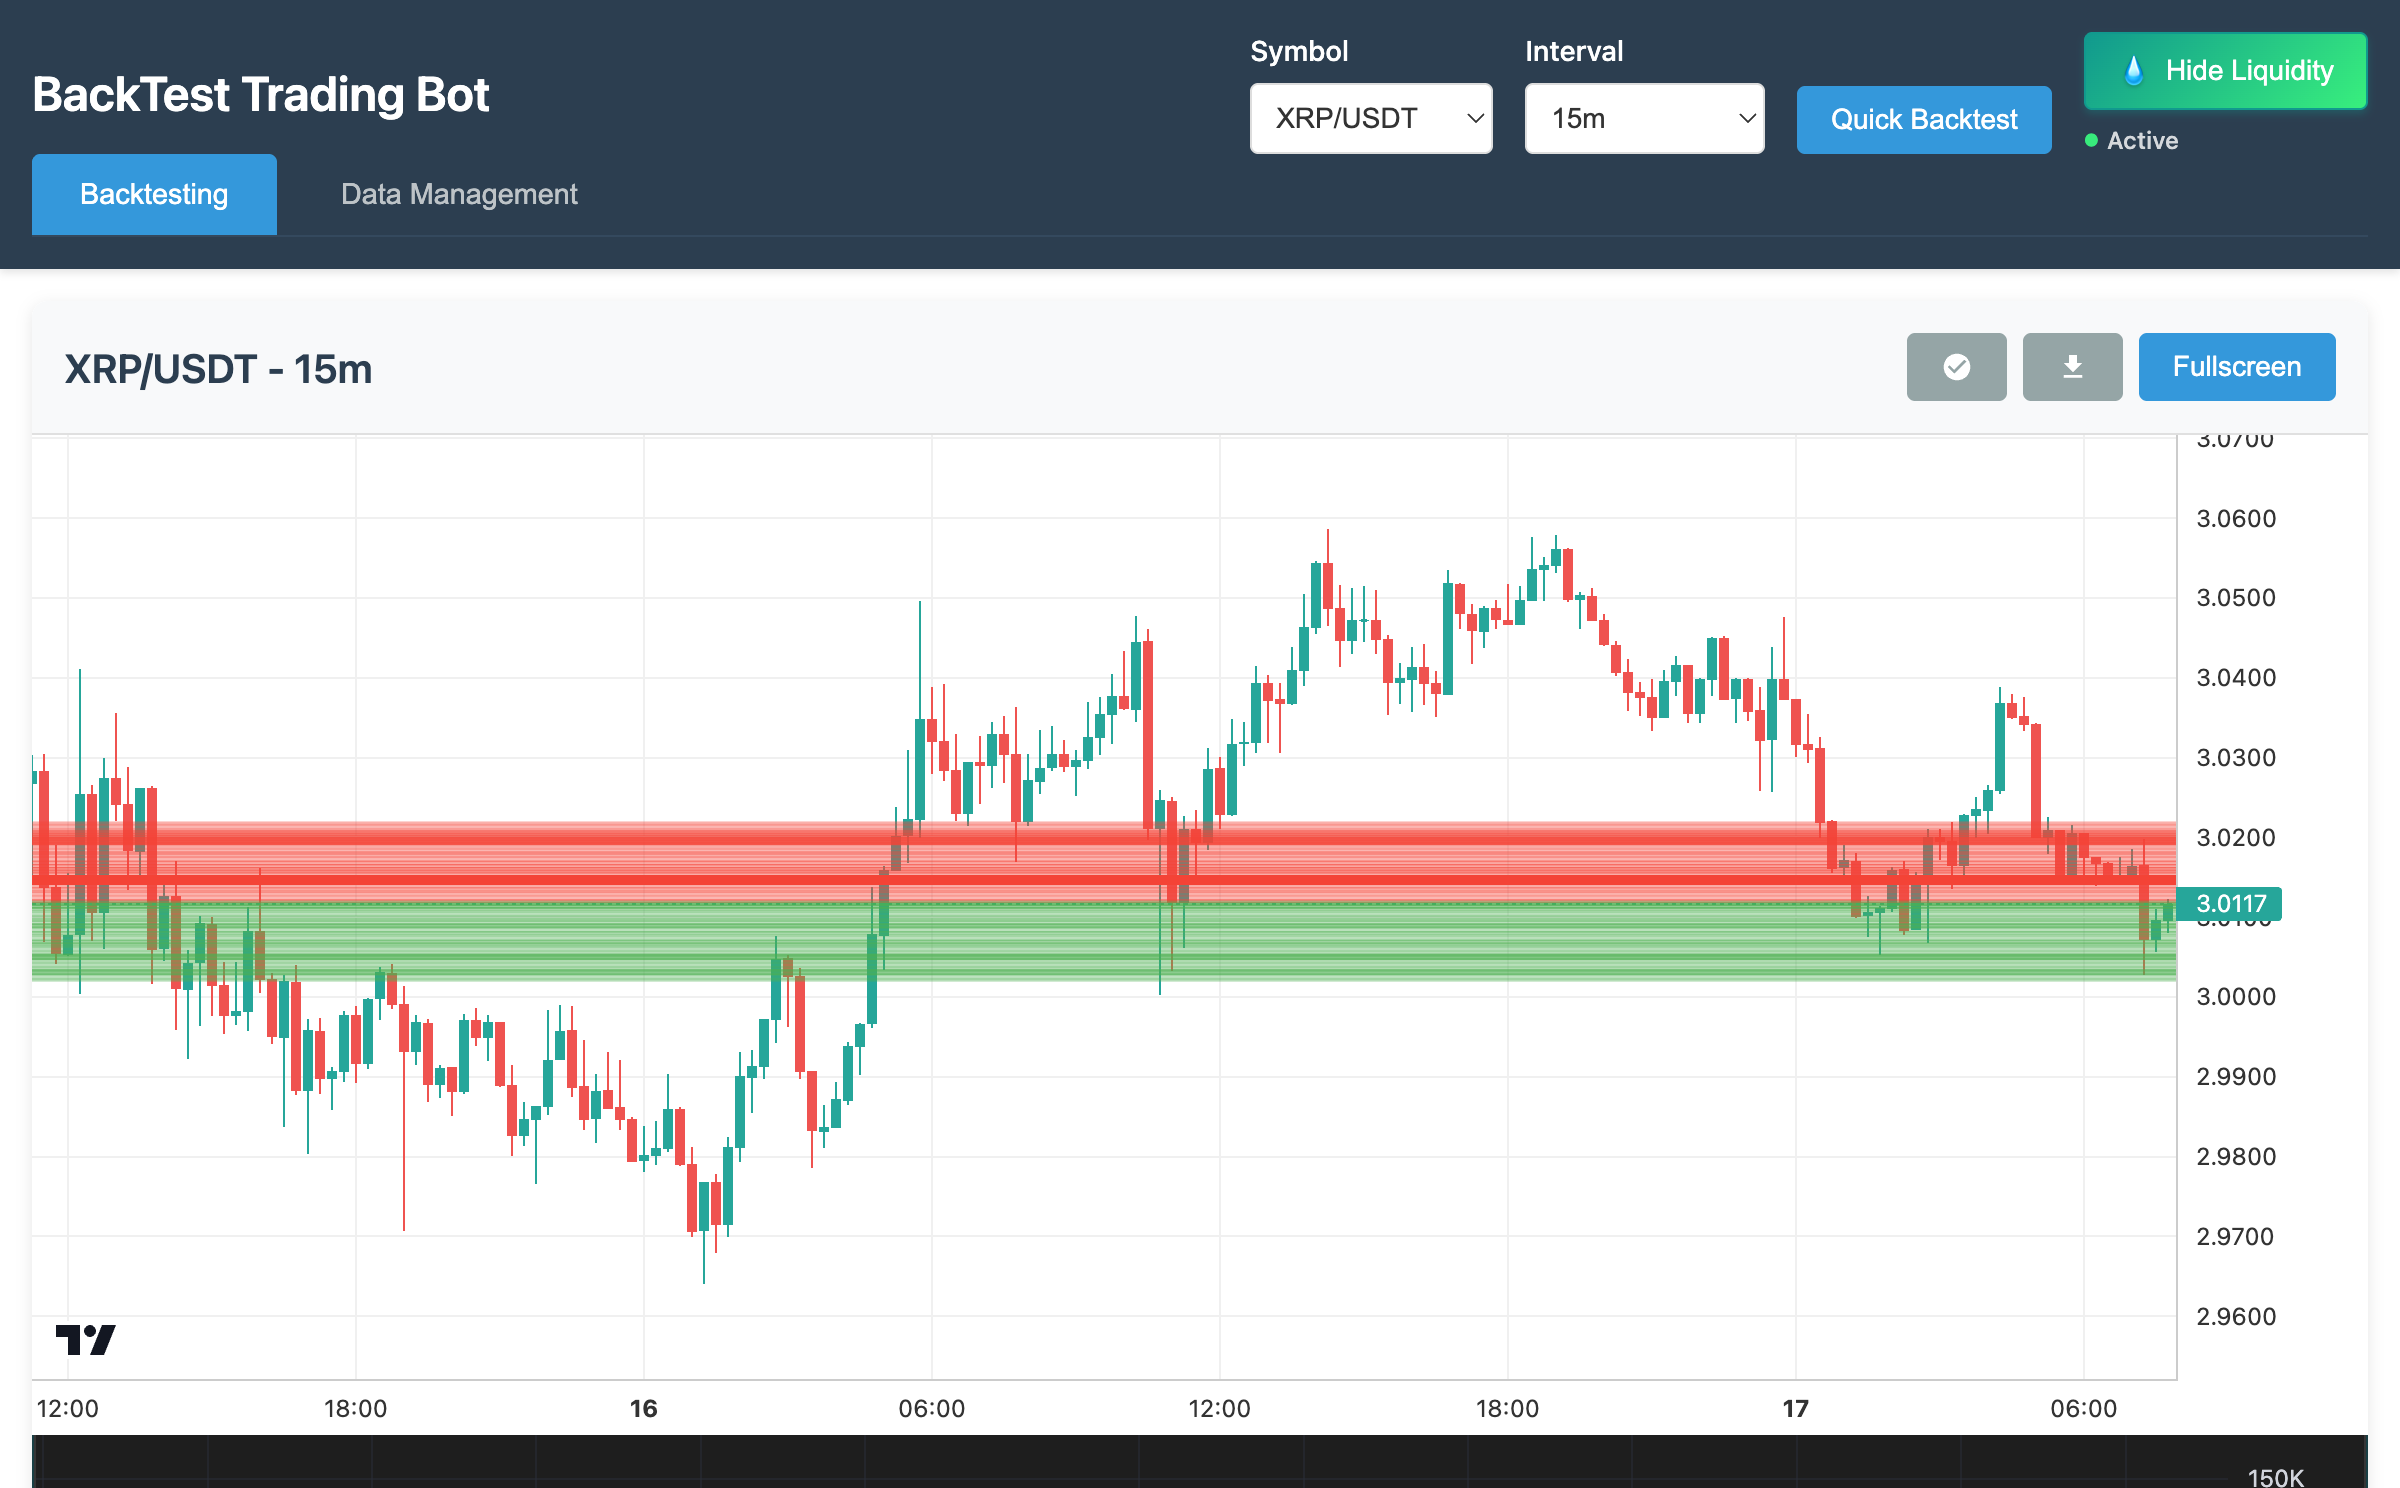 BackTest Trading Bot
Symbol
XRP/USDT
Interval
15m
Quick Backtest
Hide Liquidity
Active
Backtesting
Data Management
XRP/USDT - 15m
Fullscreen
3.0700
3.0600
3.0500
3.0400
3.0300
3.0200
3.0117
3.0100
3.0000
2.9900
2.9800
2.9700
2.9600
12:00
18:00
16
06:00
12:00
18:00
17
06:00
150K